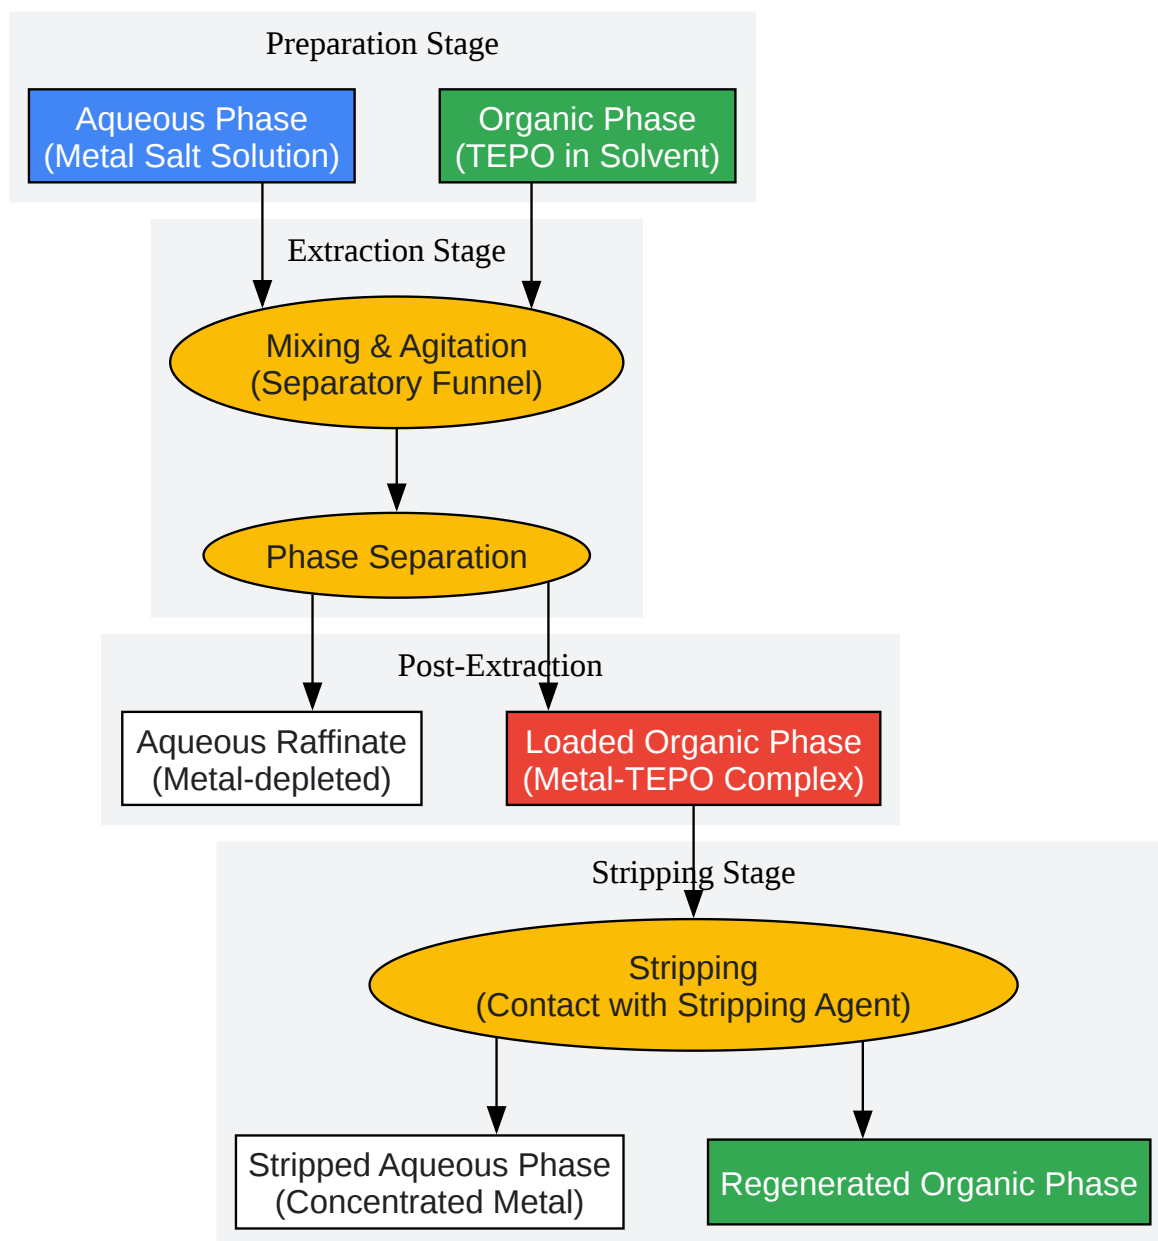 Preparation Stage
Aqueous Phase
(Metal Salt Solution)
Organic Phase
(TEPO in Solvent)
Extraction Stage
Mixing & Agitation
(Separatory Funnel)
Phase Separation
Post-Extraction
Aqueous Raffinate
(Metal-depleted)
Loaded Organic Phase
(Metal-TEPO Complex)
Stripping Stage
Stripping
(Contact with Stripping Agent)
Stripped Aqueous Phase
(Concentrated Metal)
Regenerated Organic Phase